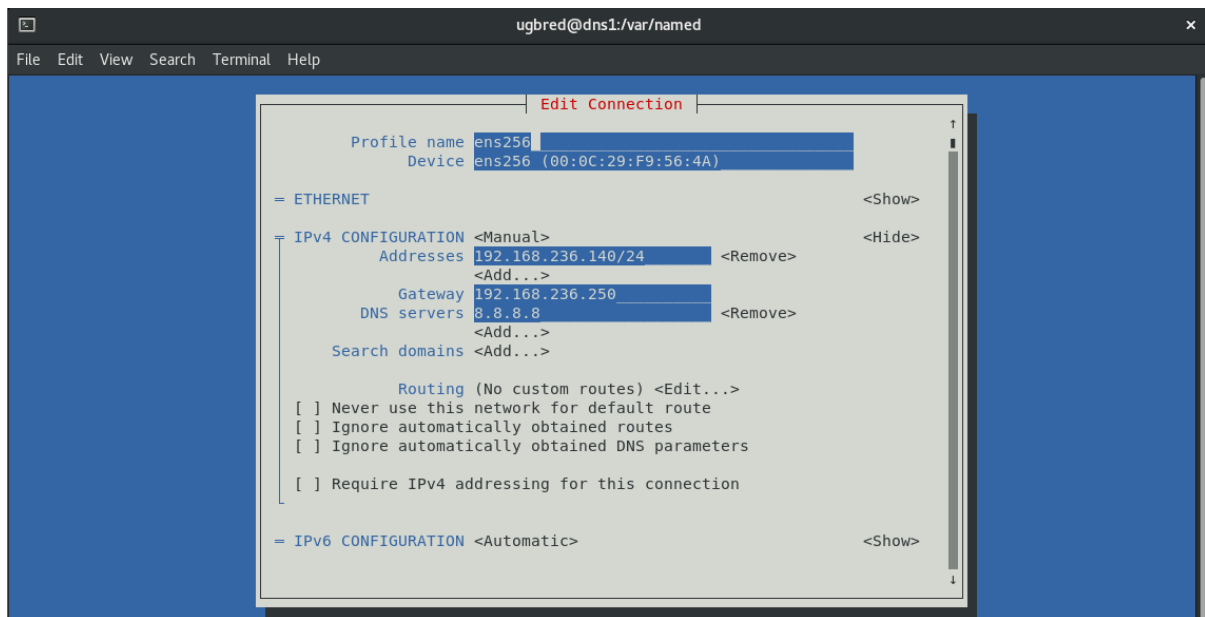 ugbred@dns1:/var/named ×
File Edit View Search Terminal Help
Edit Connection
Profile name ens256
Device ens256 (00:0C:29:F9:56:4A)
= ETHERNET <Show>
= IPv4 CONFIGURATION <Manual> <Hide>
Addresses 192.168.236.140/24 <Remove>
<Add...>
Gateway 192.168.236.250
DNS servers 8.8.8.8 <Remove>
<Add...>
Search domains <Add...>
Routing (No custom routes) <Edit...>
[ ] Never use this network for default route
[ ] Ignore automatically obtained routes
[ ] Ignore automatically obtained DNS parameters
[ ] Require IPv4 addressing for this connection
= IPv6 CONFIGURATION <Automatic> <Show>